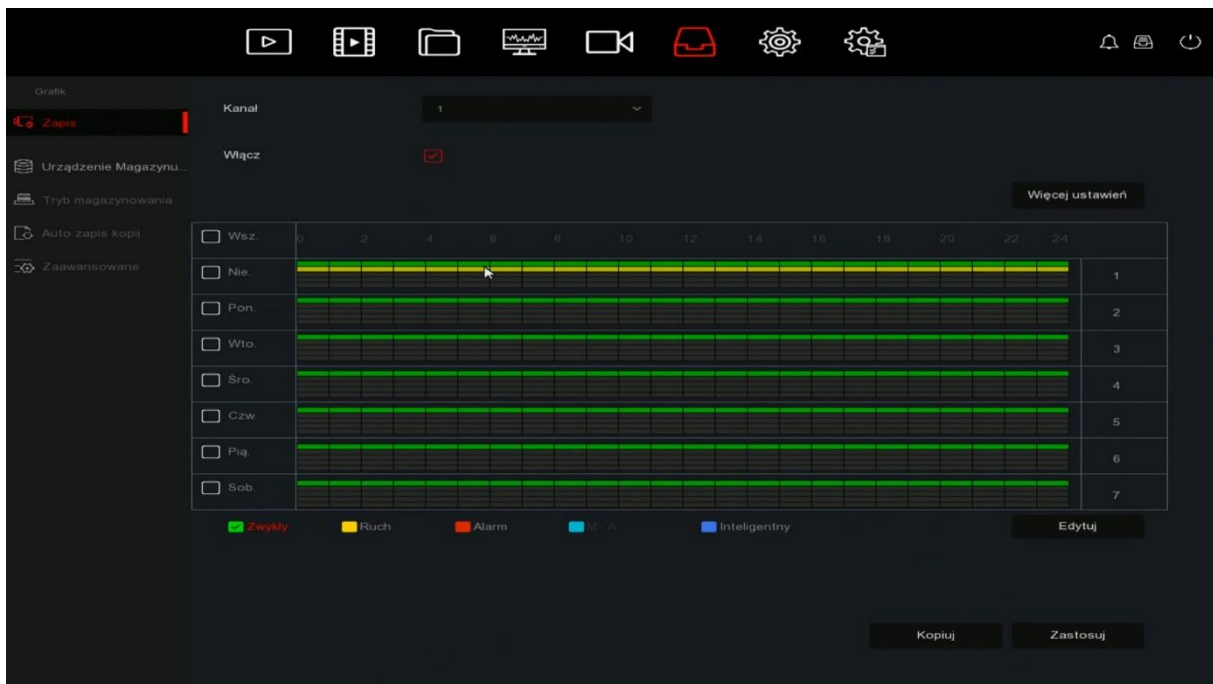 Grafik
Zapis
Urządzenie Magazynu...
Tryb magazynowania
Auto zapis kopii
Zaawansowane
Kanał 1
Włącz
Więcej ustawień
Wsz. 0 2 4 6 8 10 12 14 16 18 20 22 24
Nie. 1
Pon. 2
Wto. 3
Śro. 4
Czw. 5
Pią. 6
Sob. 7
Zwykły Ruch Alarm M i A Inteligentny Edytuj
Kopiuj Zastosuj